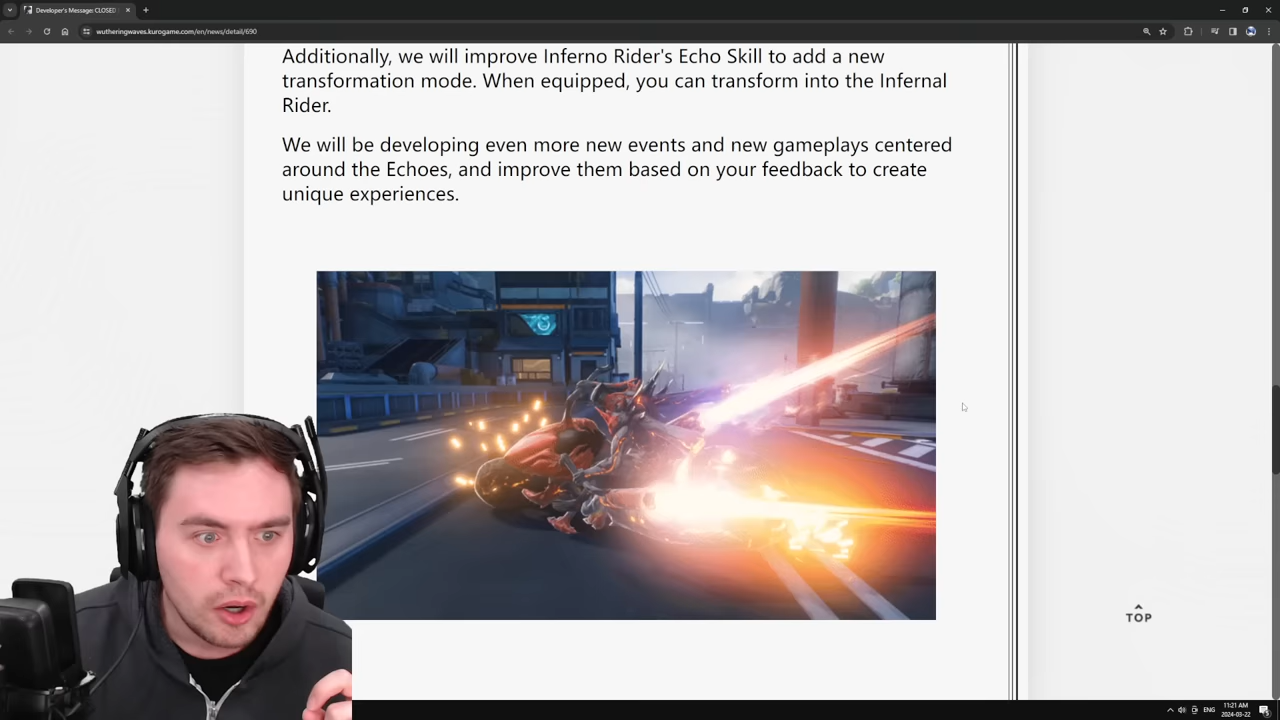 Developer's Message: CLOSED
wutheringwaves.kurogame.com/en/news/detail/690
Additionally, we will improve Inferno Rider's Echo Skill to add a new
transformation mode. When equipped, you can transform into the Infernal
Rider.
We will be developing even more new events and new gameplays centered
around the Echoes, and improve them based on your feedback to create
unique experiences.
TOP
ENG
11:21 AM
2024-03-22